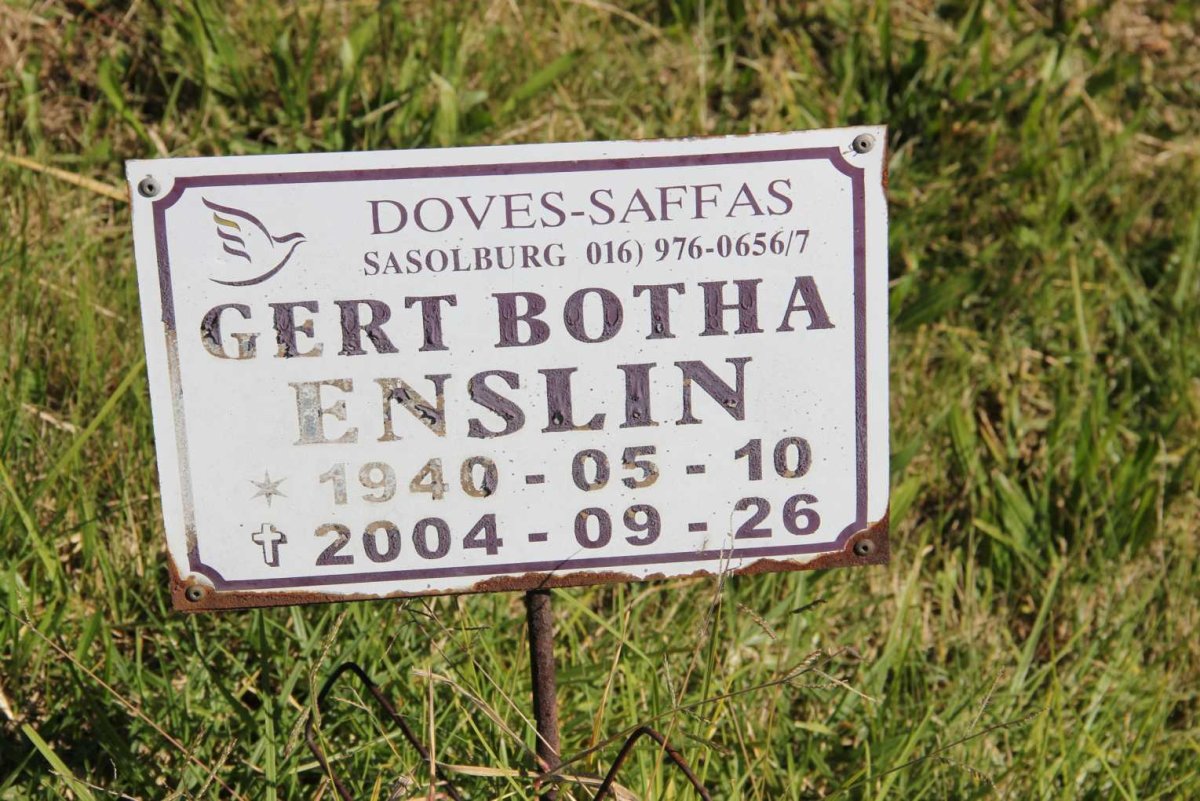 DOVES-SAFFAS
SASOLBURG 016) 976-0656/7
GERT BOTHA
ENSLIN
1940 - 05 - 10
2004 - 09 - 26